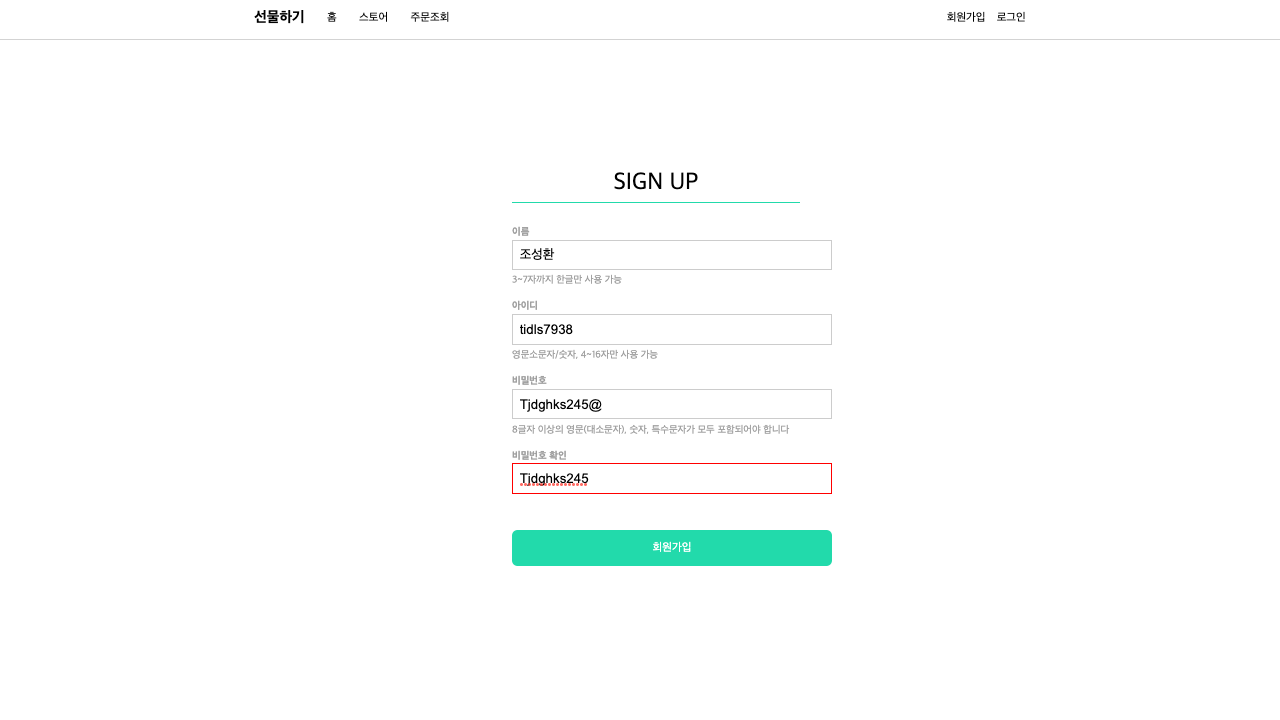 선물하기 홈 스토어 주문조회 회원가입 로그인
SIGN UP
이름
조성환
3~7자까지 한글만 사용 가능
아이디
tidls7938
영문소문자/숫자, 4~16자만 사용 가능
비밀번호
Tjdghks245@
8글자 이상의 영문(대소문자), 숫자, 특수문자가 모두 포함되어야 합니다
비밀번호 확인
Tjdghks245
회원가입